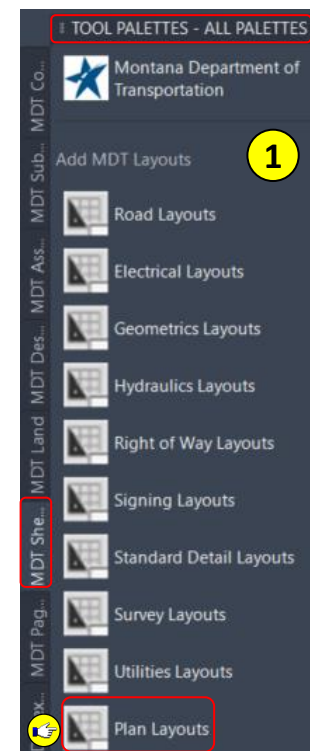 TOOL PALETTES - ALL PALETTES
Montana Department of
Transportation
Add MDT Layouts
1
Road Layouts
Electrical Layouts
Geometrics Layouts
Hydraulics Layouts
Right of Way Layouts
Signing Layouts
Standard Detail Layouts
Survey Layouts
Utilities Layouts
Plan Layouts
MDT Co...
MDT Sub...
MDT Ass...
MDT Des...
MDT Land
MDT She...
MDT Pag...